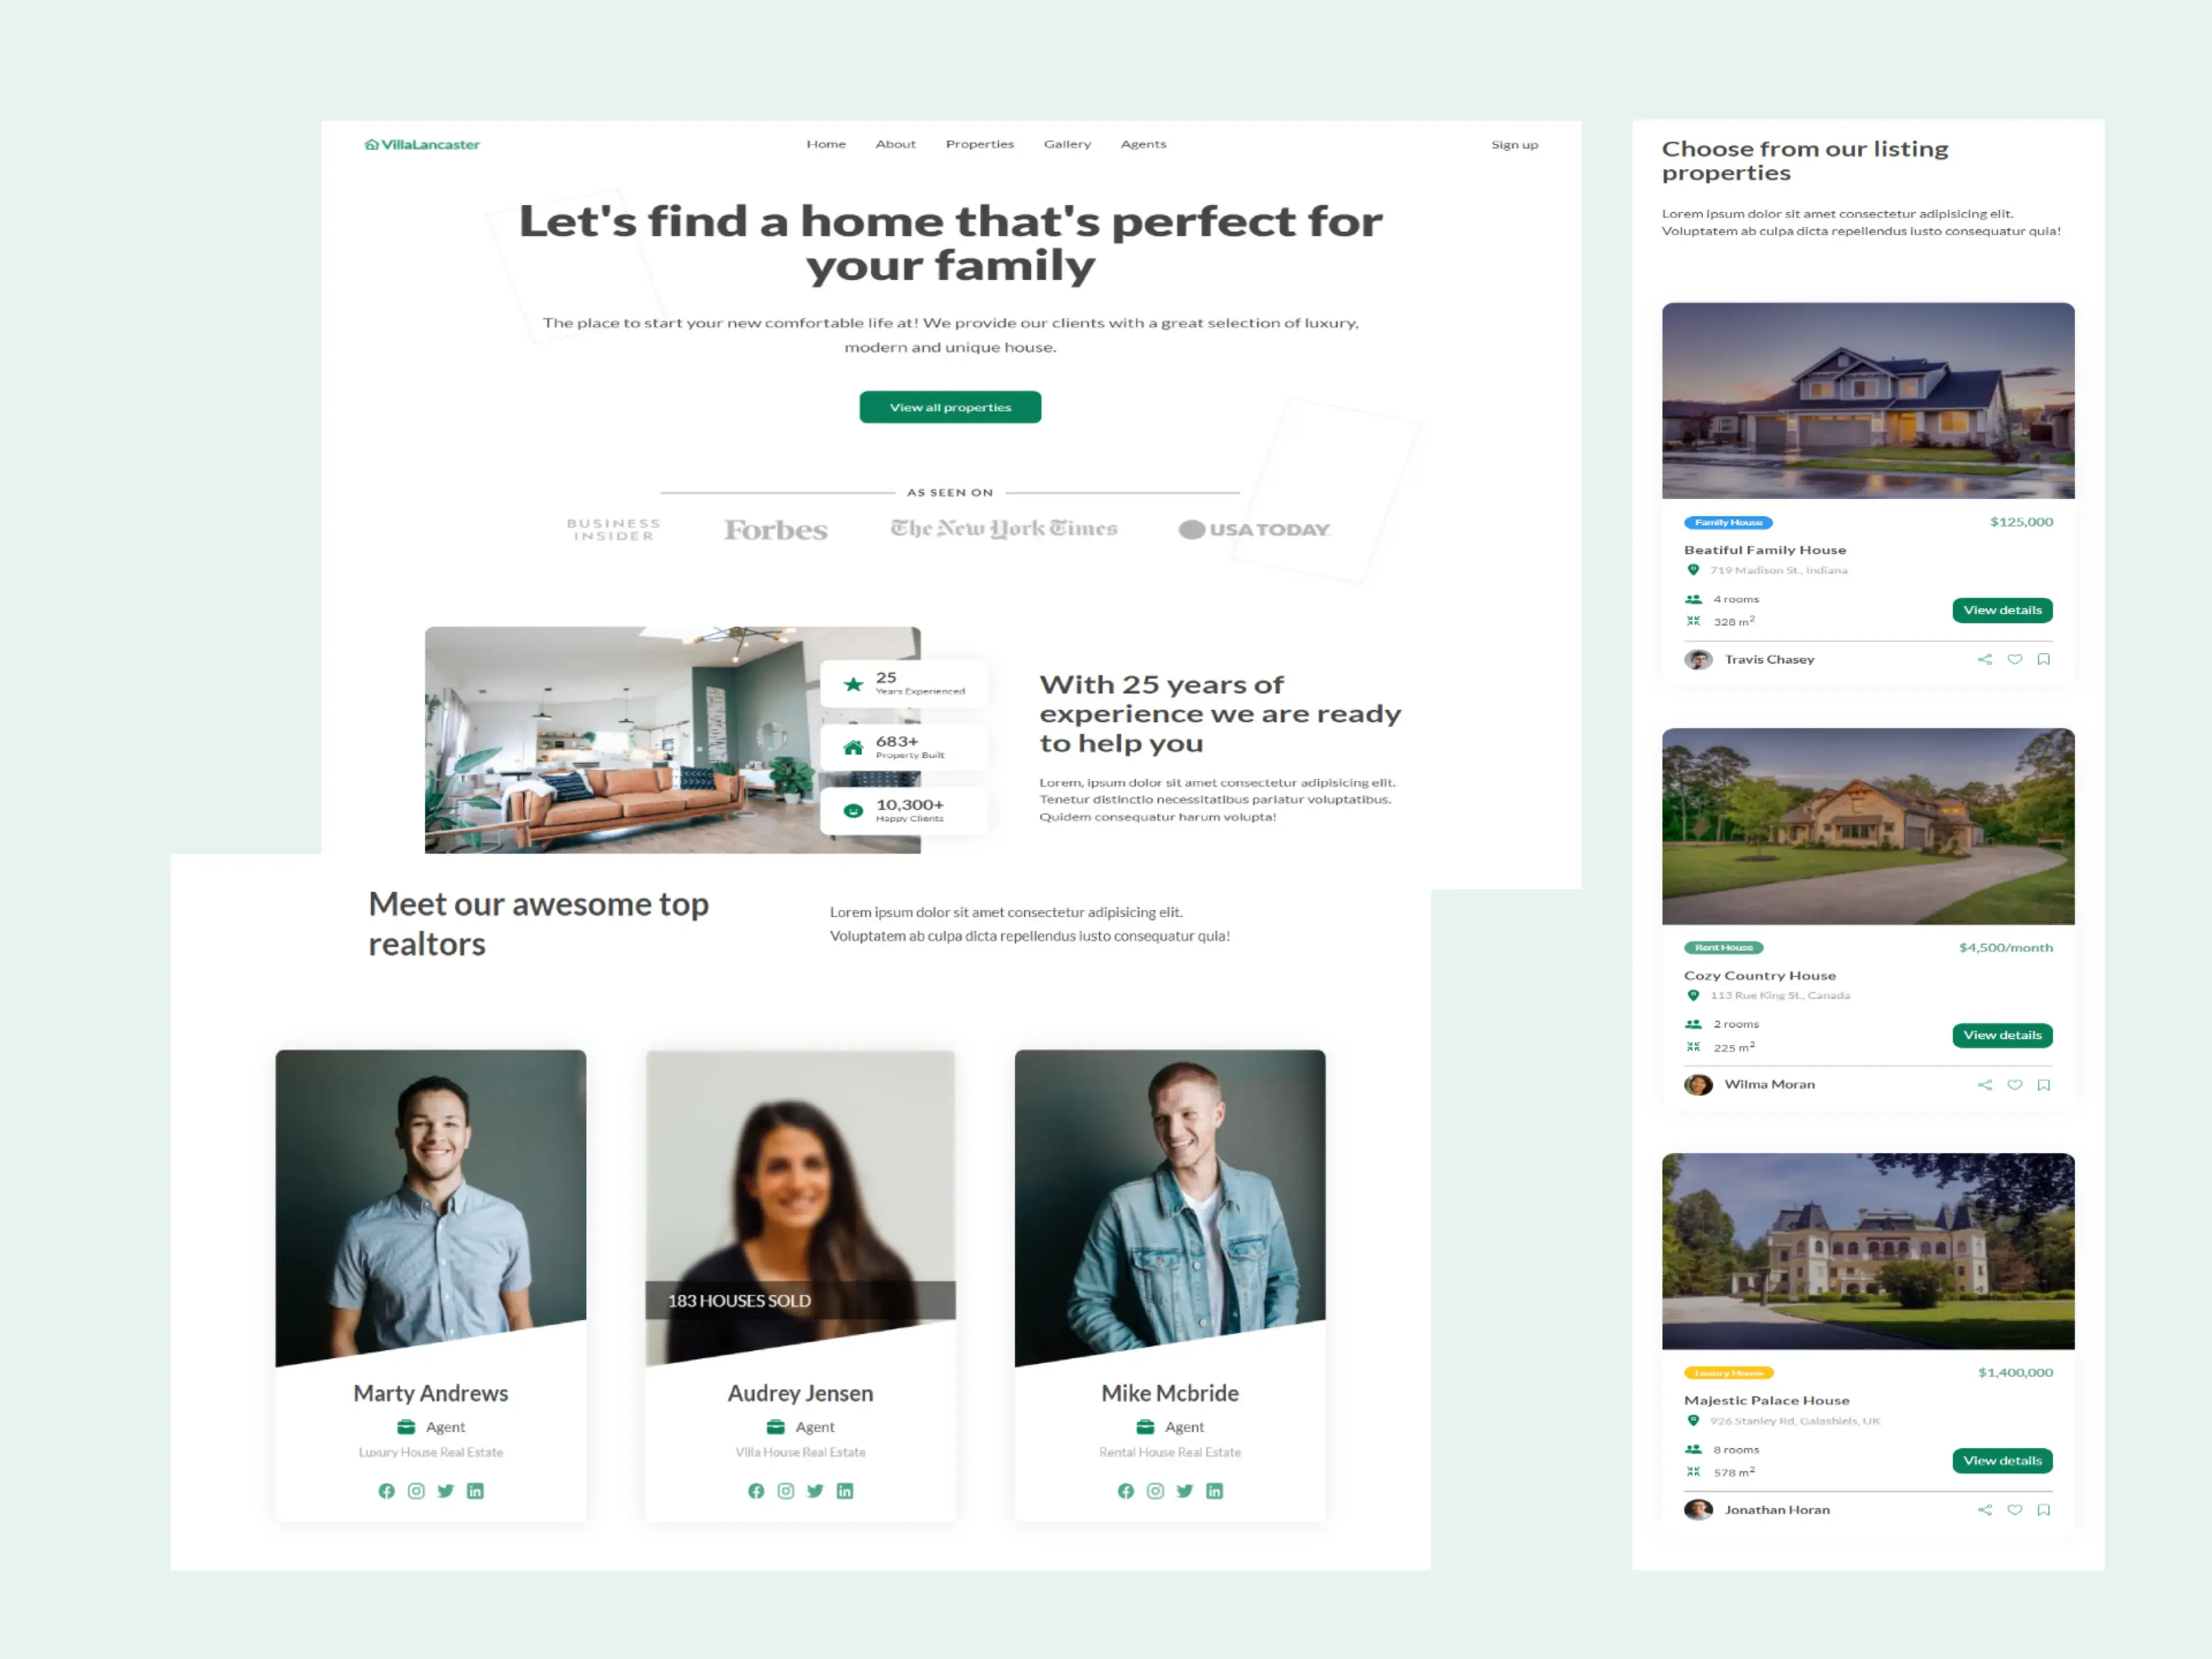 VillaLancaster
Home About Properties Gallery Agents
Sign up
Let's find a home that's perfect for
your family
The place to start your new comfortable life at! We provide our clients with a great selection of luxury,
modern and unique house.
View all properties
AS SEEN ON
BUSINESS
INSIDER
Forbes
The New York Times
USA TODAY
25
Years Experienced
683+
Property Built
10,300+
Happy Clients
With 25 years of
experience we are ready
to help you
Lorem, ipsum dolor sit amet consectetur adipisicing elit.
Tenetur distinctio necessitatibus pariatur voluptatibus.
Quidem consequatur harum volupta!
Meet our awesome top
realtors
Lorem ipsum dolor sit amet consectetur adipisicing elit.
Voluptatem ab culpa dicta repellendus iusto consequatur quia!
Marty Andrews
Agent
Luxury House Real Estate
183 HOUSES SOLD
Audrey Jensen
Agent
Villa House Real Estate
Mike Mcbride
Agent
Rental House Real Estate
Choose from our listing
properties
Lorem ipsum dolor sit amet consectetur adipisicing elit.
Voluptatem ab culpa dicta repellendus iusto consequatur quia!
Family House
$125,000
Beatiful Family House
719 Madison St., Indiana
4 rooms
328 m²
View details
Travis Chasey
Rent House
$4,500/month
Cozy Country House
113 Rue King St., Canada
2 rooms
225 m²
View details
Wilma Moran
Luxury House
$1,400,000
Majestic Palace House
926 Stanley Rd, Galashiels, UK
8 rooms
578 m²
View details
Jonathan Horan